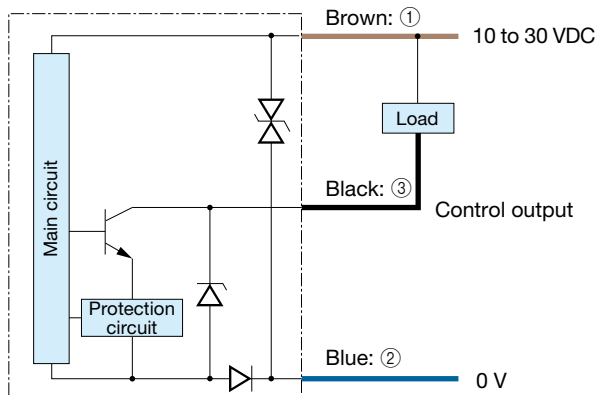 Brown: ①
10 to 30 VDC
Load
Main circuit
Black: ③
Control output
Protection
circuit
Blue: ②
0 V